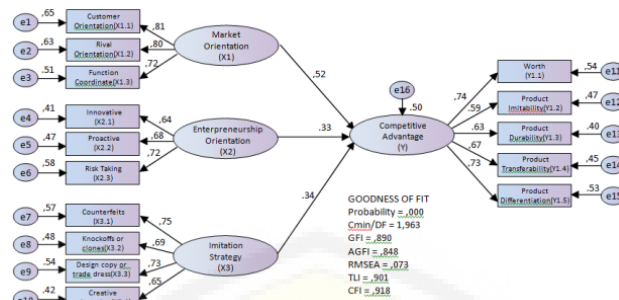 e1
,65
Customer
Orientation(X1.1)
,81
e2
,63
Rival
Orientation(X1.2)
,80
e3
,51
Function
Coordinate(X1.3)
,72
Market
Orientation
(X1)
,52
e4
,41
Innovative
(X2.1)
,64
e5
,47
Proactive
(X2.2)
,68
e6
,58
Risk Taking
(X2.3)
,72
Enterpreneurship
Orientation
(X2)
,33
e7
,57
Counterfeits
(X3.1)
,75
e8
,48
Knockoffs or
clones(X3.2)
,69
e9
,54
Design copy or
trade dress(X3.3)
,73
,42
Creative
,65
Imitation
Strategy
(X3)
,34
e16
,50
Competitive
Advantage
(Y)
,74
Worth
(Y1.1)
,54
e11
,59
Product
Imitability(Y1.2)
,47
e12
,63
Product
Durability(Y1.3)
,40
e13
,67
Product
Transferability(Y1.4)
,45
e14
,73
Product
Differentiation(Y1.5)
,53
e15
GOODNESS OF FIT
Probability = ,000
Cmin/DF = 1,963
GFI = ,890
AGFI = ,848
RMSEA = ,073
TLI = ,901
CFI = ,918